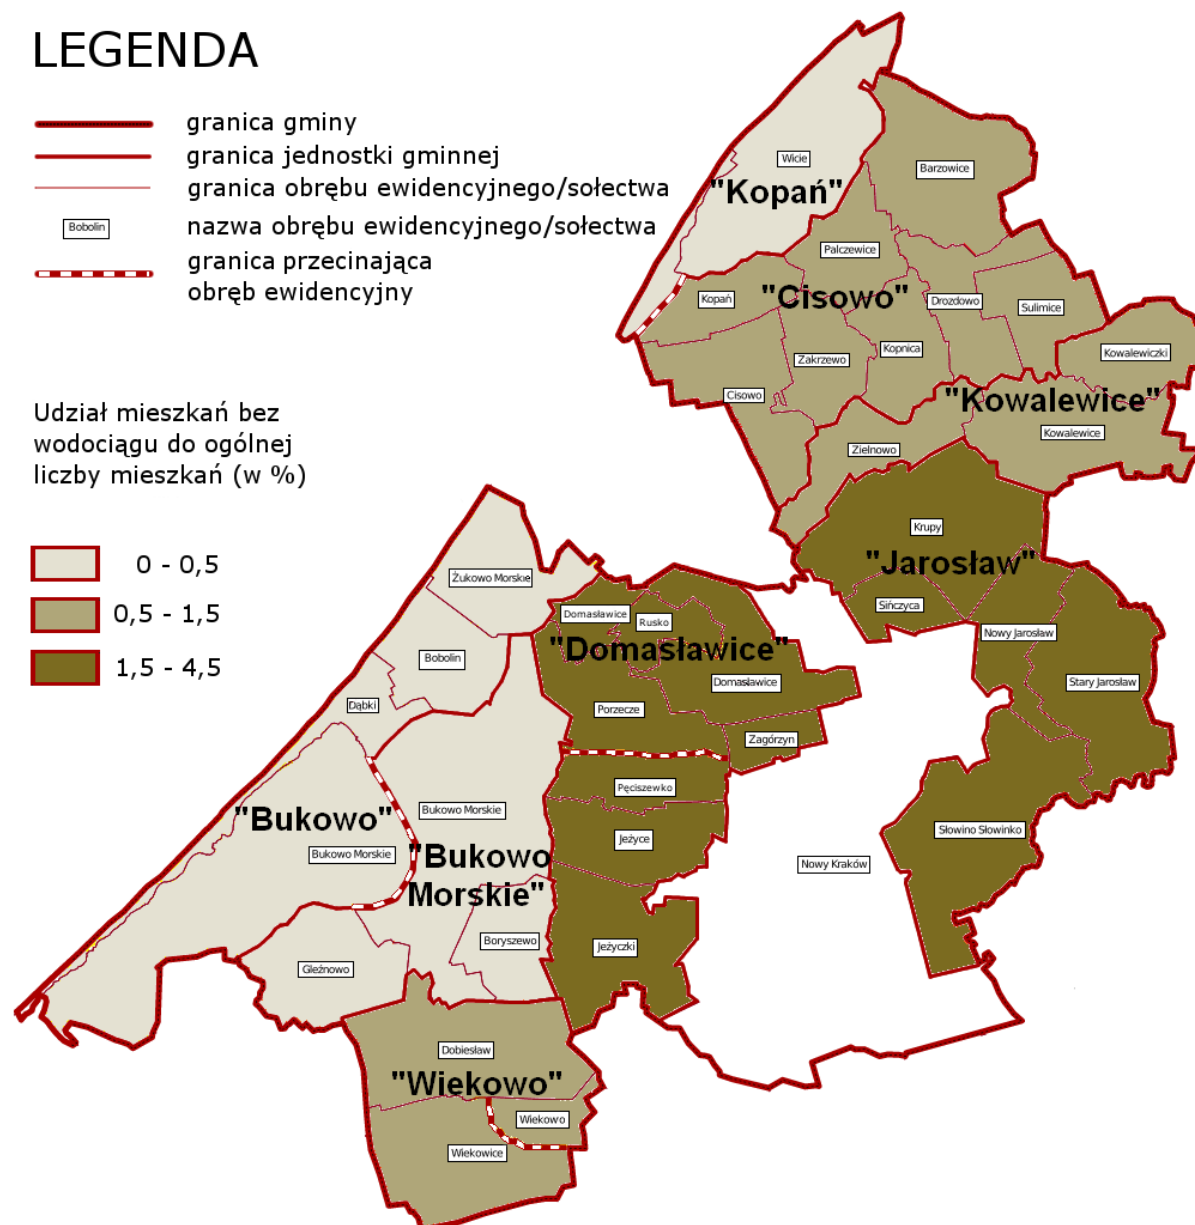 LEGENDA
granica gminy
granica jednostki gminnej
granica obrębu ewidencyjnego/sołectwa
Bobolin
nazwa obrębu ewidencyjnego/sołectwa
granica przecinająca
obręb ewidencyjny
Udział mieszkań bez
wodociągu do ogólnej
liczby mieszkań (w %)
0 - 0,5
0,5 - 1,5
1,5 - 4,5
Wicie
"Kopań"
Barzowice
Palczewice
Kopań
"Cisowo"
Drozdowo
Sulimice
Zakrzewo
Kopnica
Kowalewiczki
Cisowo
"Kowalewice"
Kowalewice
Zielnowo
Krupy
"Jarosław"
Sińczyca
Nowy Jarosław
Stary Jarosław
Słowino Słowinko
Żukowo Morskie
Bobolin
Dąbki
Domasławice
Rusko
"Domasławice"
Domasławice
Porzecze
Zagórzyn
Pęciszewko
Jeżyce
Jeżyczki
Nowy Kraków
Bukowo Morskie
"Bukowo"
Bukowo Morskie
"Bukowo
Morskie"
Boryszewo
Gleźnowo
Dobiesław
"Wiekowo"
Wiekowo
Wiekowice